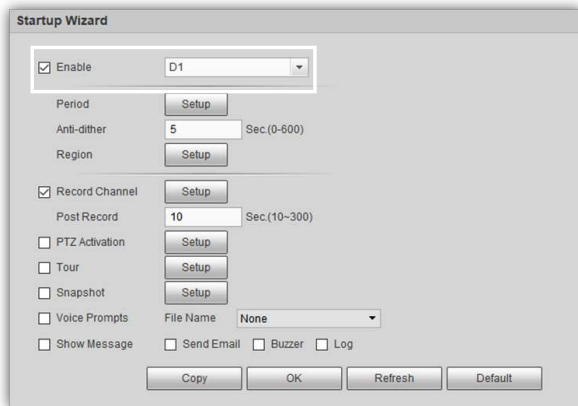 Startup Wizard
Enable D1
Period Setup
Anti-dither 5 Sec.(0-600)
Region Setup
Record Channel Setup
Post Record 10 Sec.(10~300)
PTZ Activation Setup
Tour Setup
Snapshot Setup
Voice Prompts File Name None
Show Message Send Email Buzzer Log
Copy OK Refresh Default